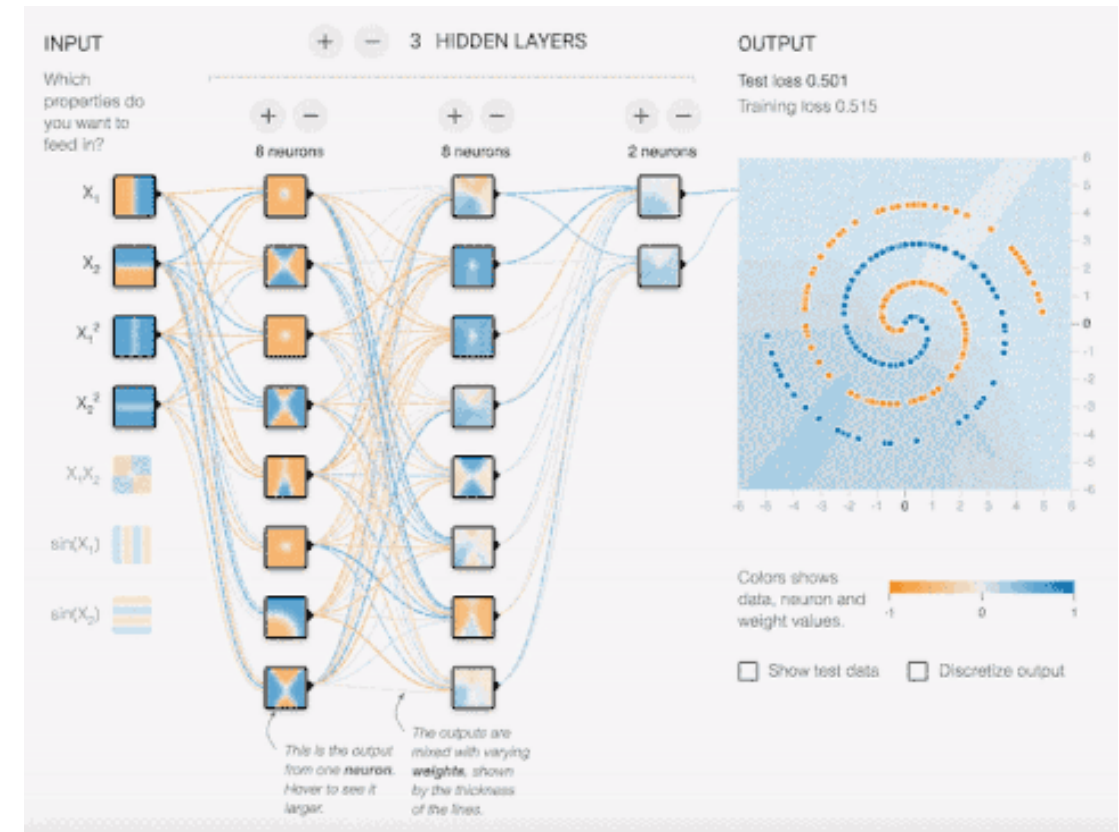 INPUT
Which
properties do
you want to
feed in?
X₁
X₂
X₁²
X₂²
X₁X₂
sin(X₁)
sin(X₂)
+ − 3 HIDDEN LAYERS
+ −
8 neurons
+ −
8 neurons
+ −
2 neurons
This is the output
from one neuron.
Hover to see it
larger.
The outputs are
mixed with varying
weights, shown
by the thickness
of the lines.
OUTPUT
Test loss 0.501
Training loss 0.515
6
5
4
3
2
1
0
-1
-2
-3
-4
-5
-6
-6 -5 -4 -3 -2 -1 0 1 2 3 4 5 6
Colors shows
data, neuron and
weight values.
-1 0 1
Show test data
Discretize output